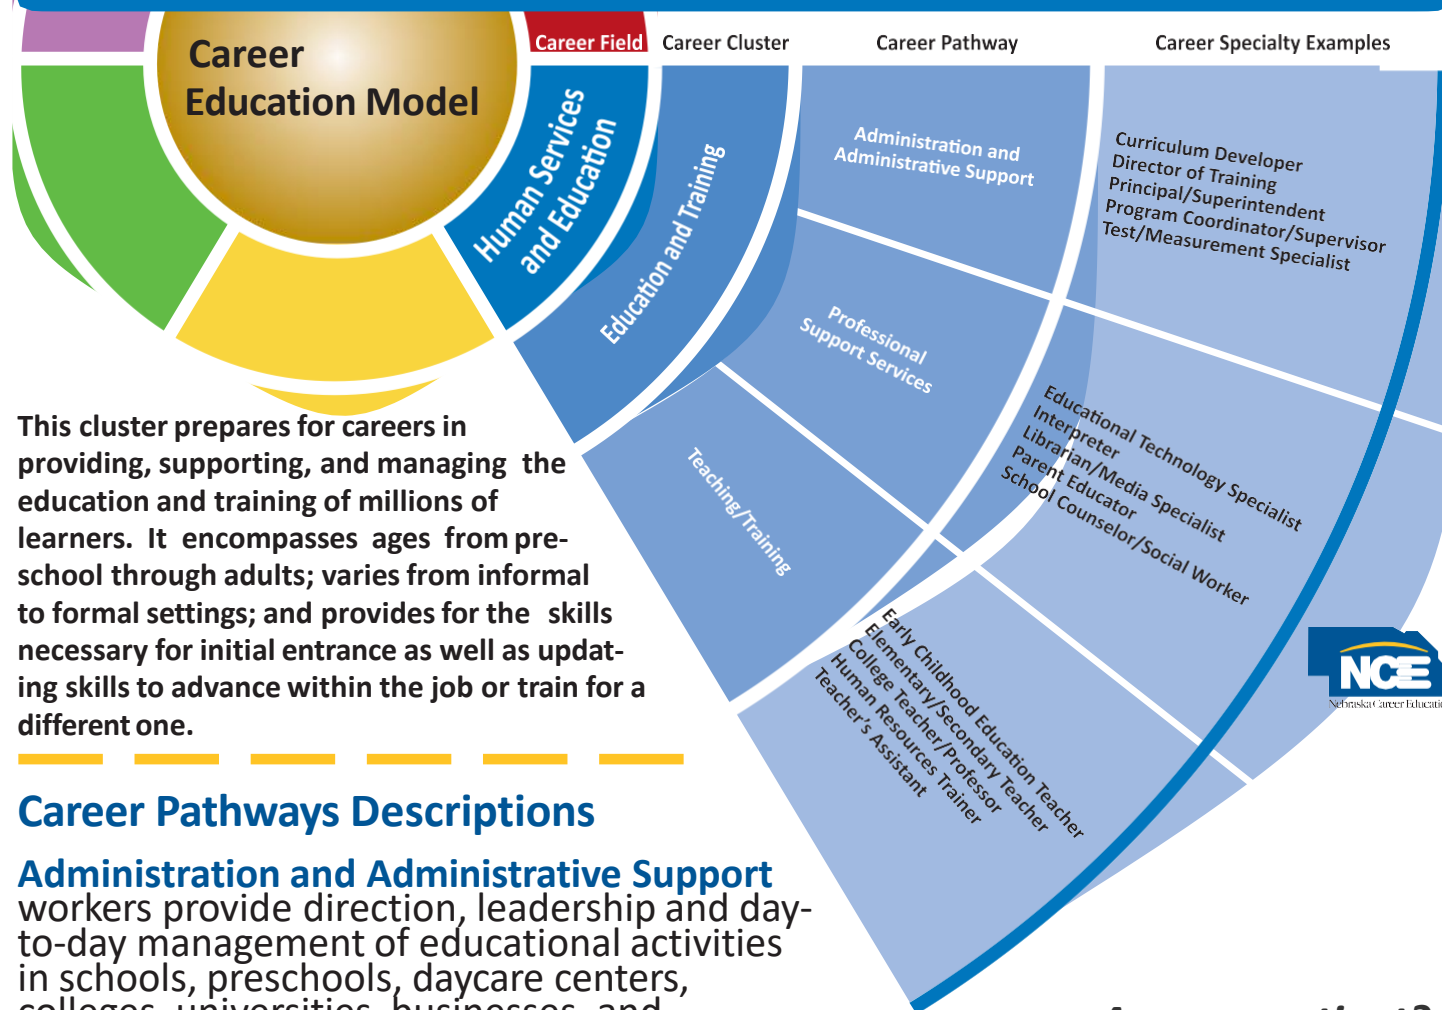 Career
Education Model
Career Field
Career Cluster
Career Pathway
Career Specialty Examples
Human Services
and Education
Education and Training
Administration and
Administrative Support
Curriculum Developer
Director of Training
Principal/Superintendent
Program Coordinator/Supervisor
Test/Measurement Specialist
Professional
Support Services
Educational Technology Specialist
Interpreter
Librarian/Media Specialist
Parent Educator
School Counselor/Social Worker
Teaching/Training
Early Childhood Education Teacher
Elementary/Secondary Teacher
College Teacher/Professor
Human Resources Trainer
Teacher’s Assistant
NCE
Nebraska Career Educati
This cluster prepares for careers in
providing, supporting, and managing the
education and training of millions of
learners. It encompasses ages from pre-
school through adults; varies from informal
to formal settings; and provides for the skills
necessary for initial entrance as well as updat-
ing skills to advance within the job or train for a
different one.
Career Pathways Descriptions
Administration and Administrative Support
workers provide direction, leadership and day-
to-day management of educational activities
in schools, preschools, daycare centers,
colleges, universities, businesses, and